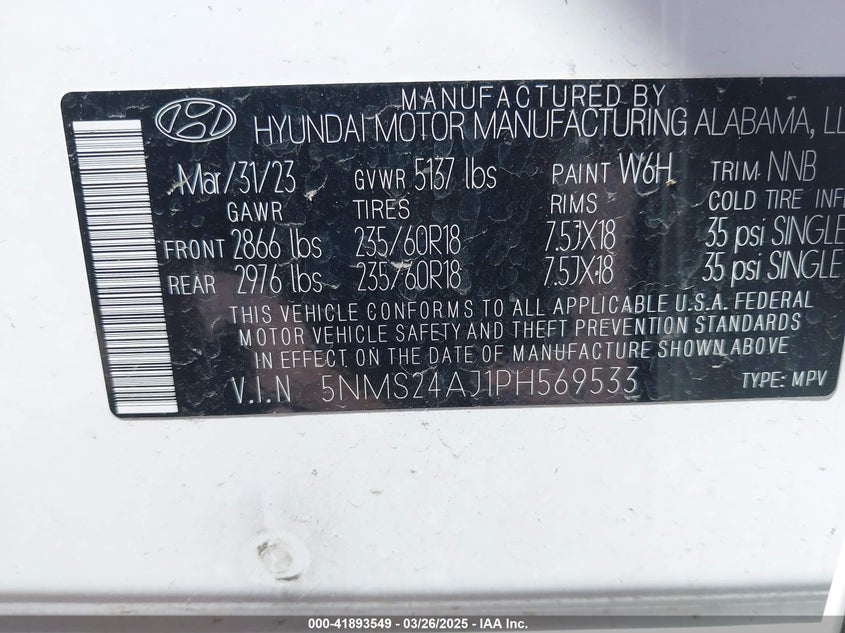 MANUFACTURED BY
HYUNDAI MOTOR MANUFACTURING ALABAMA, LL
Mar/31/23 GVWR 5137 lbs PAINT W6H TRIM NNB
GAWR TIRES RIMS COLD TIRE INF
FRONT 2866 lbs 235/60R18 7.5JX18 35 psi SINGLE
REAR 2976 lbs 235/60R18 7.5JX18 35 psi SINGLE
THIS VEHICLE CONFORMS TO ALL APPLICABLE U.S.A. FEDERAL
MOTOR VEHICLE SAFETY AND THEFT PREVENTION STANDARDS
IN EFFECT ON THE DATE OF MANUFACTURE SHOWN ABOVE
V.I.N 5NMS24AJ1PH569533 TYPE: MPV
000-41893549 / 03/26/2025 - IAA Inc.